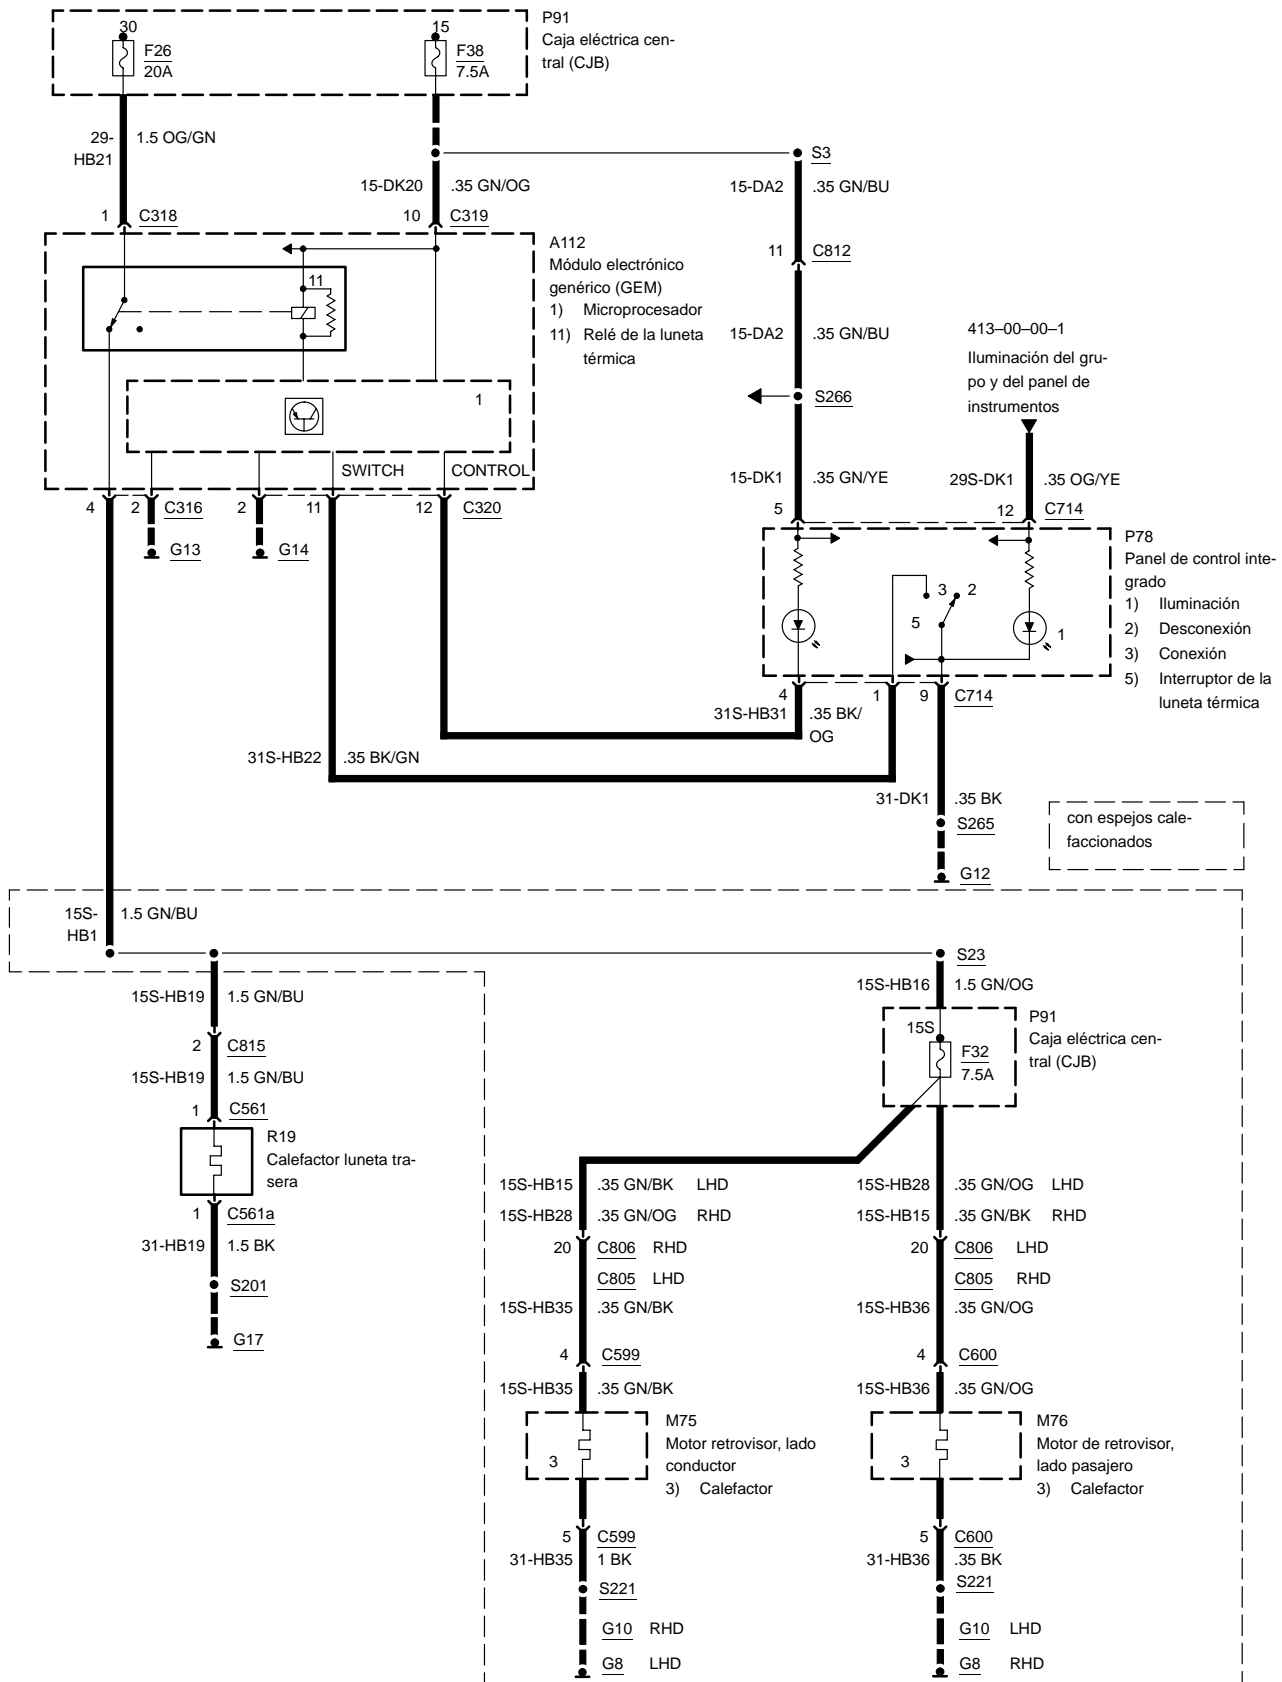 30
F26
20A
15
F38
7.5A
P91
Caja eléctrica cen-
tral (CJB)
29-
HB21
1.5 OG/GN
S3
15-DK20
.35 GN/OG
15-DA2
.35 GN/BU
1
C318
10
C319
11
C812
A112
Módulo electrónico
genérico (GEM)
1) Microprocesador
11) Relé de la luneta
térmica
11
1
SWITCH
CONTROL
15-DA2
.35 GN/BU
S266
413–00–00–1
Iluminación del gru-
po y del panel de
instrumentos
15-DK1
.35 GN/YE
29S-DK1
.35 OG/YE
4
2
C316
2
11
12
C320
G13
G14
5
12
C714
P78
Panel de control inte-
grado
1) Iluminación
2) Desconexión
3) Conexión
5) Interruptor de la
luneta térmica
3
2
5
1
4
1
9
C714
31S-HB31
.35 BK/
OG
31S-HB22
.35 BK/GN
31-DK1
.35 BK
S265
G12
con espejos cale-
faccionados
15S-
HB1
1.5 GN/BU
S23
15S-HB19
1.5 GN/BU
15S-HB16
1.5 GN/OG
2
C815
15S-HB19
1.5 GN/BU
1
C561
P91
Caja eléctrica cen-
tral (CJB)
15S
F32
7.5A
R19
Calefactor luneta tra-
sera
1
C561a
31-HB19
1.5 BK
S201
G17
15S-HB15
.35 GN/BK LHD
15S-HB28
.35 GN/OG RHD
20
C806 RHD
C805 LHD
15S-HB35
.35 GN/BK
4
C599
15S-HB35
.35 GN/BK
M75
Motor retrovisor, lado
conductor
3) Calefactor
3
5
C599
31-HB35
1 BK
S221
G10 RHD
G8 LHD
15S-HB28
.35 GN/OG LHD
15S-HB15
.35 GN/BK RHD
20
C806 LHD
C805 RHD
15S-HB36
.35 GN/OG
4
C600
15S-HB36
.35 GN/OG
M76
Motor de retrovisor,
lado pasajero
3) Calefactor
3
5
C600
31-HB36
.35 BK
S221
G10 LHD
G8 RHD